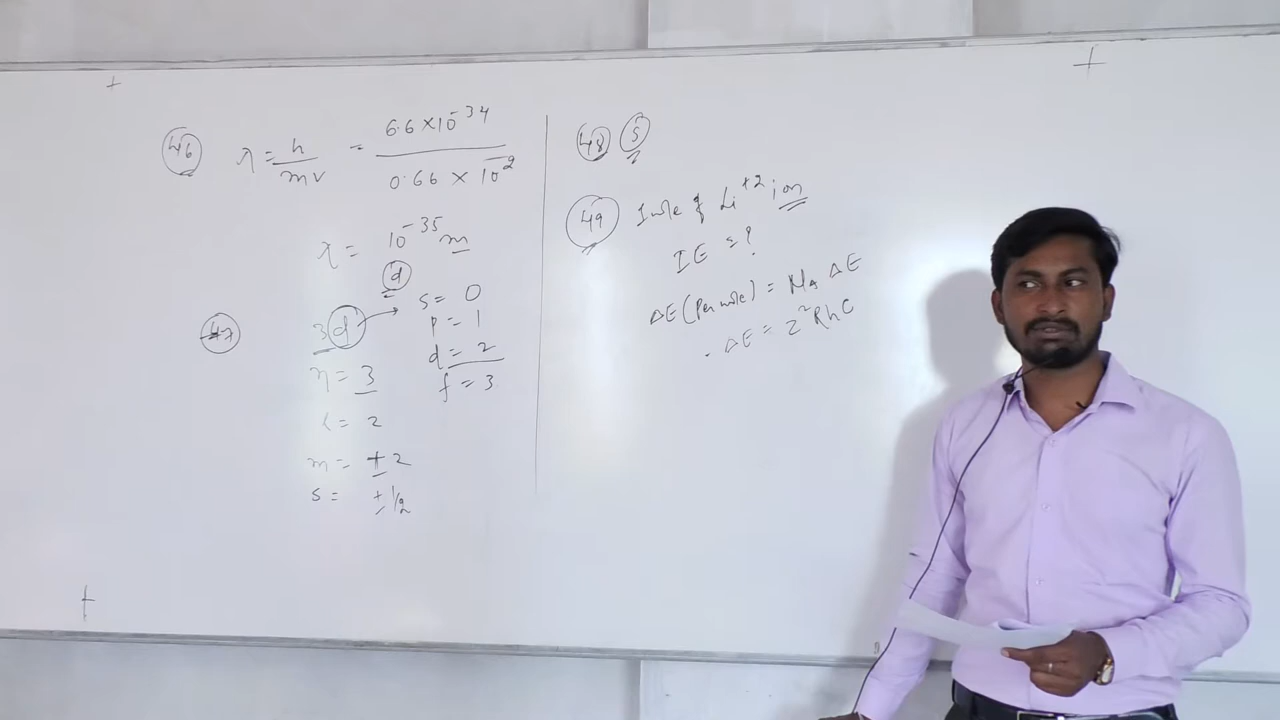 46 λ = h/mv = 6.6 × 10^-34 / 0.66 × 10^-2
λ = 10^-35 m
d
47 3d
s = 0
p = 1
d = 2
f = 3
n = 3
l = 2
m = ± 2
s = ± 1/2
48 5
49 1 mole of Li^+2 ion
IE = ?
ΔE (Per mole) = NA ΔE
ΔE = Z^2 RhC